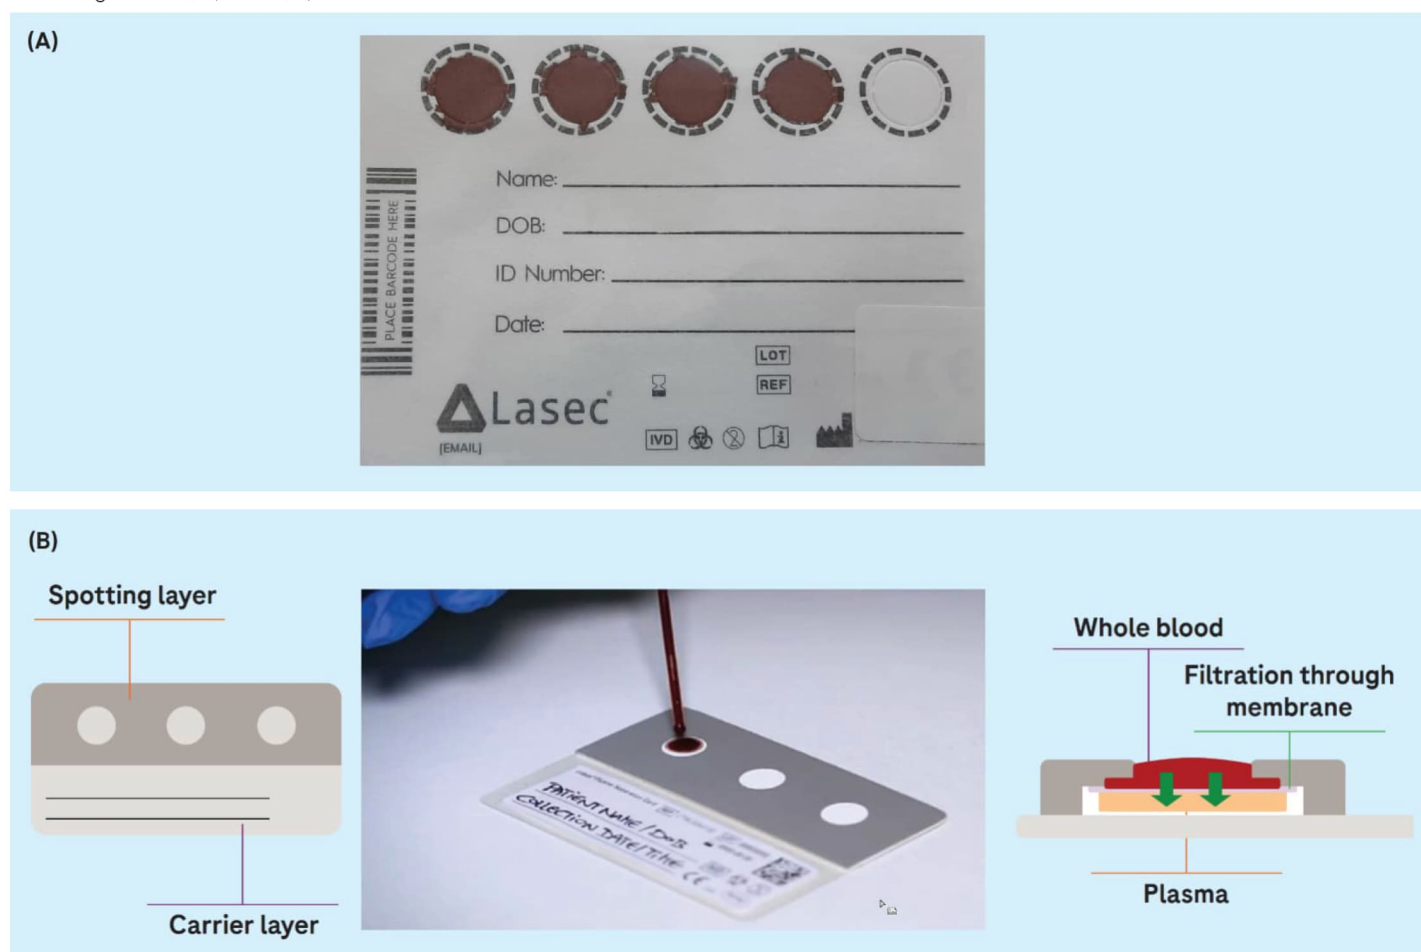 (A)
Name:
DOB:
ID Number:
Date:
PLACE BARCODE HERE
LOT
REF
Lasec
[EMAIL]
IVD
(B)
Spotting layer
Carrier layer
PATIENT NAME / DOB
COLLECTION DATE / TIME
Whole blood
Filtration through
membrane
Plasma